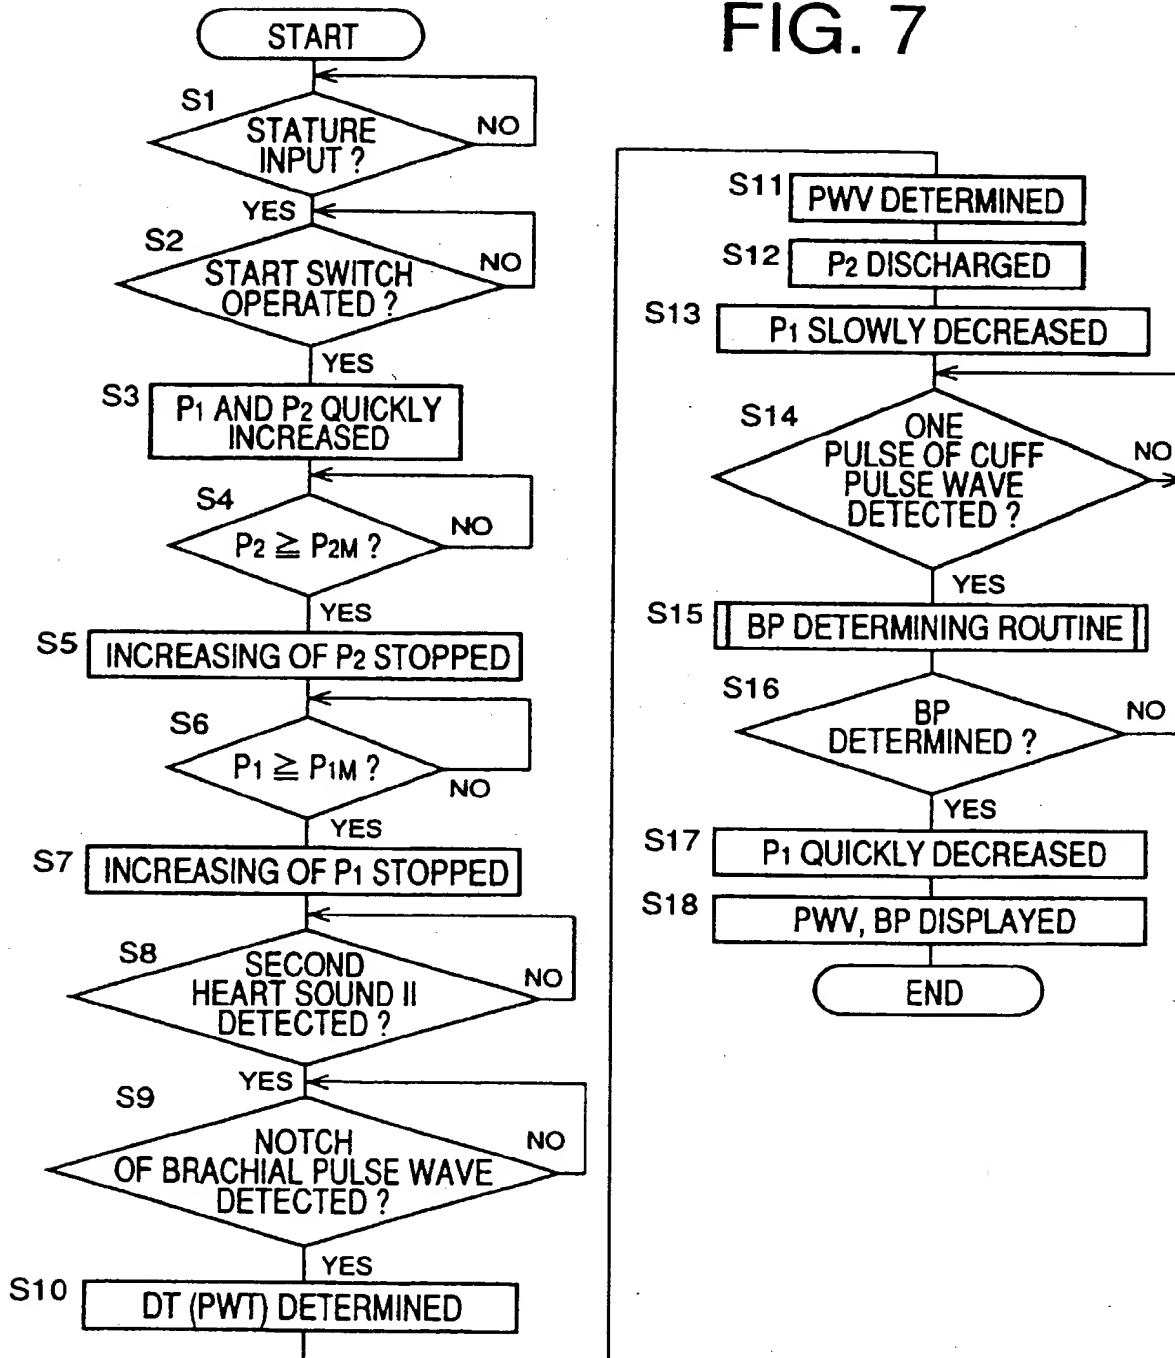 FIG. 7
START
S1
STATURE
INPUT ?
NO
YES
S2
START SWITCH
OPERATED ?
NO
YES
S3
P1 AND P2 QUICKLY
INCREASED
S4
P2 ≧ P2M ?
NO
YES
S5
INCREASING OF P2 STOPPED
S6
P1 ≧ P1M ?
NO
YES
S7
INCREASING OF P1 STOPPED
S8
SECOND
HEART SOUND II
DETECTED ?
NO
YES
S9
NOTCH
OF BRACHIAL PULSE WAVE
DETECTED ?
NO
YES
S10
DT (PWT) DETERMINED
S11
PWV DETERMINED
S12
P2 DISCHARGED
S13
P1 SLOWLY DECREASED
S14
ONE
PULSE OF CUFF
PULSE WAVE
DETECTED ?
NO
YES
S15
BP DETERMINING ROUTINE
S16
BP
DETERMINED ?
NO
YES
S17
P1 QUICKLY DECREASED
S18
PWV, BP DISPLAYED
END